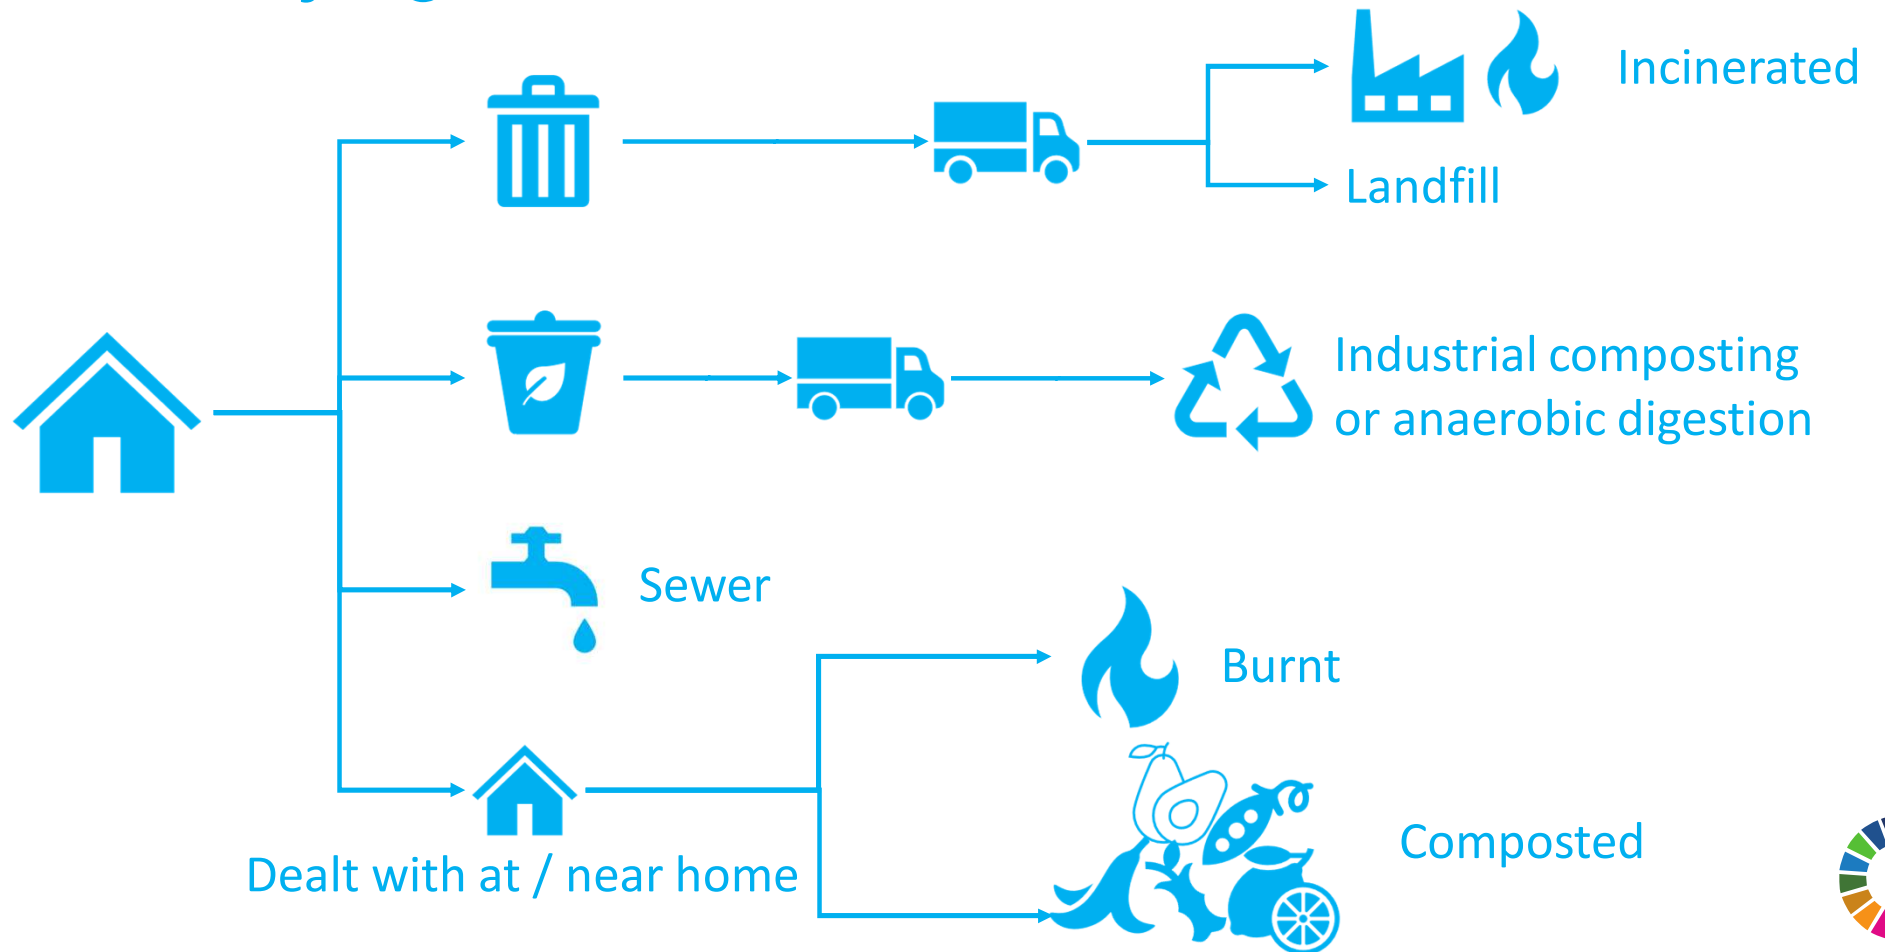 Incinerated
Landfill
Industrial composting
or anaerobic digestion
Sewer
Burnt
Composted
Dealt with at / near home